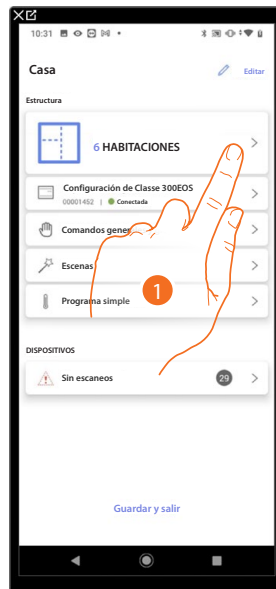 10:31
Casa
Editar
Estructura
6 HABITACIONES
Configuración de Classe 300EOS
00001452 | Conectada
Comandos gener
Escenas
1
Programa simple
DISPOSITIVOS
Sin escaneos 29
Guardar y salir